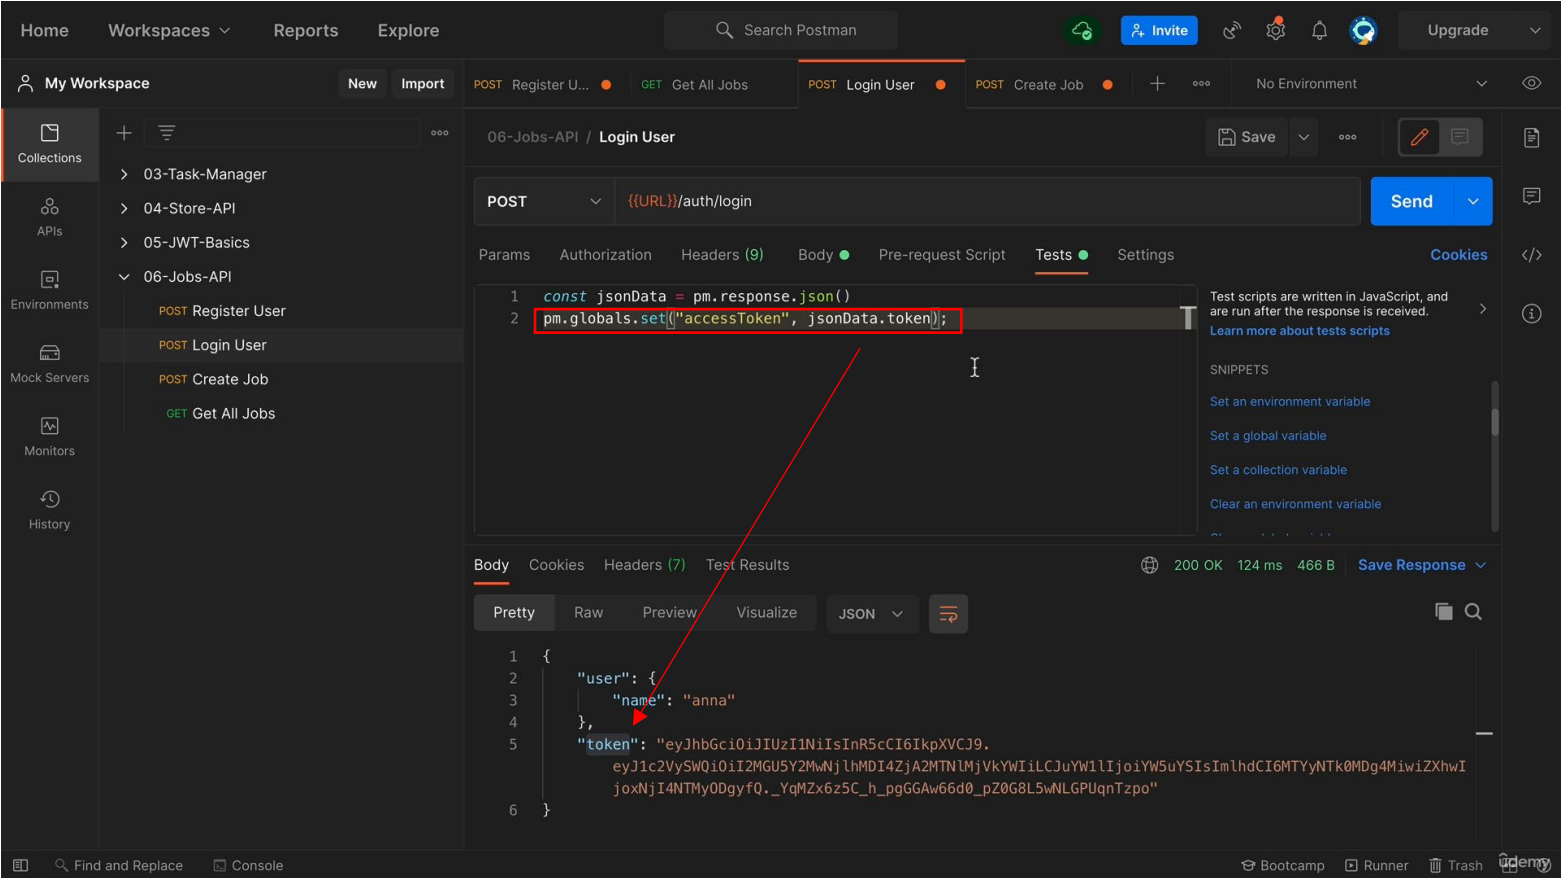 Home
Workspaces
Reports
Explore
Search Postman
Invite
Upgrade
My Workspace
New
Import
POST Register U...
GET Get All Jobs
POST Login User
POST Create Job
No Environment
Collections
APIs
Environments
Mock Servers
Monitors
History
03-Task-Manager
04-Store-API
05-JWT-Basics
06-Jobs-API
POST Register User
POST Login User
POST Create Job
GET Get All Jobs
06-Jobs-API / Login User
Save
POST
{{URL}}/auth/login
Send
Params
Authorization
Headers (9)
Body
Pre-request Script
Tests
Settings
Cookies
1 const jsonData = pm.response.json()
2 pm.globals.set("accessToken", jsonData.token);
Test scripts are written in JavaScript, and
are run after the response is received.
Learn more about tests scripts
SNIPPETS
Set an environment variable
Set a global variable
Set a collection variable
Clear an environment variable
Body
Cookies
Headers (7)
Test Results
200 OK
124 ms
466 B
Save Response
Pretty
Raw
Preview
Visualize
JSON
1 {
2 "user": {
3 "name": "anna"
4 },
5 "token": "eyJhbGciOiJIUzI1NiIsInR5cCI6IkpXVCJ9.
eyJ1c2VySWQiOiI2MGU5Y2MwNjlhMDI4ZjA2MTNlMjVkYWIiLCJuYW1lIjoiYW5uYSIsImlhdCI6MTYyNTk0MDg4MiwiZXhwI
joxNjI4NTMyODgyfQ._YqMZx6z5C_h_pgGGAw66d0_pZ0G8L5wNLGPUqnTzpo"
6 }
Find and Replace
Console
Bootcamp
Runner
Trash
udemy